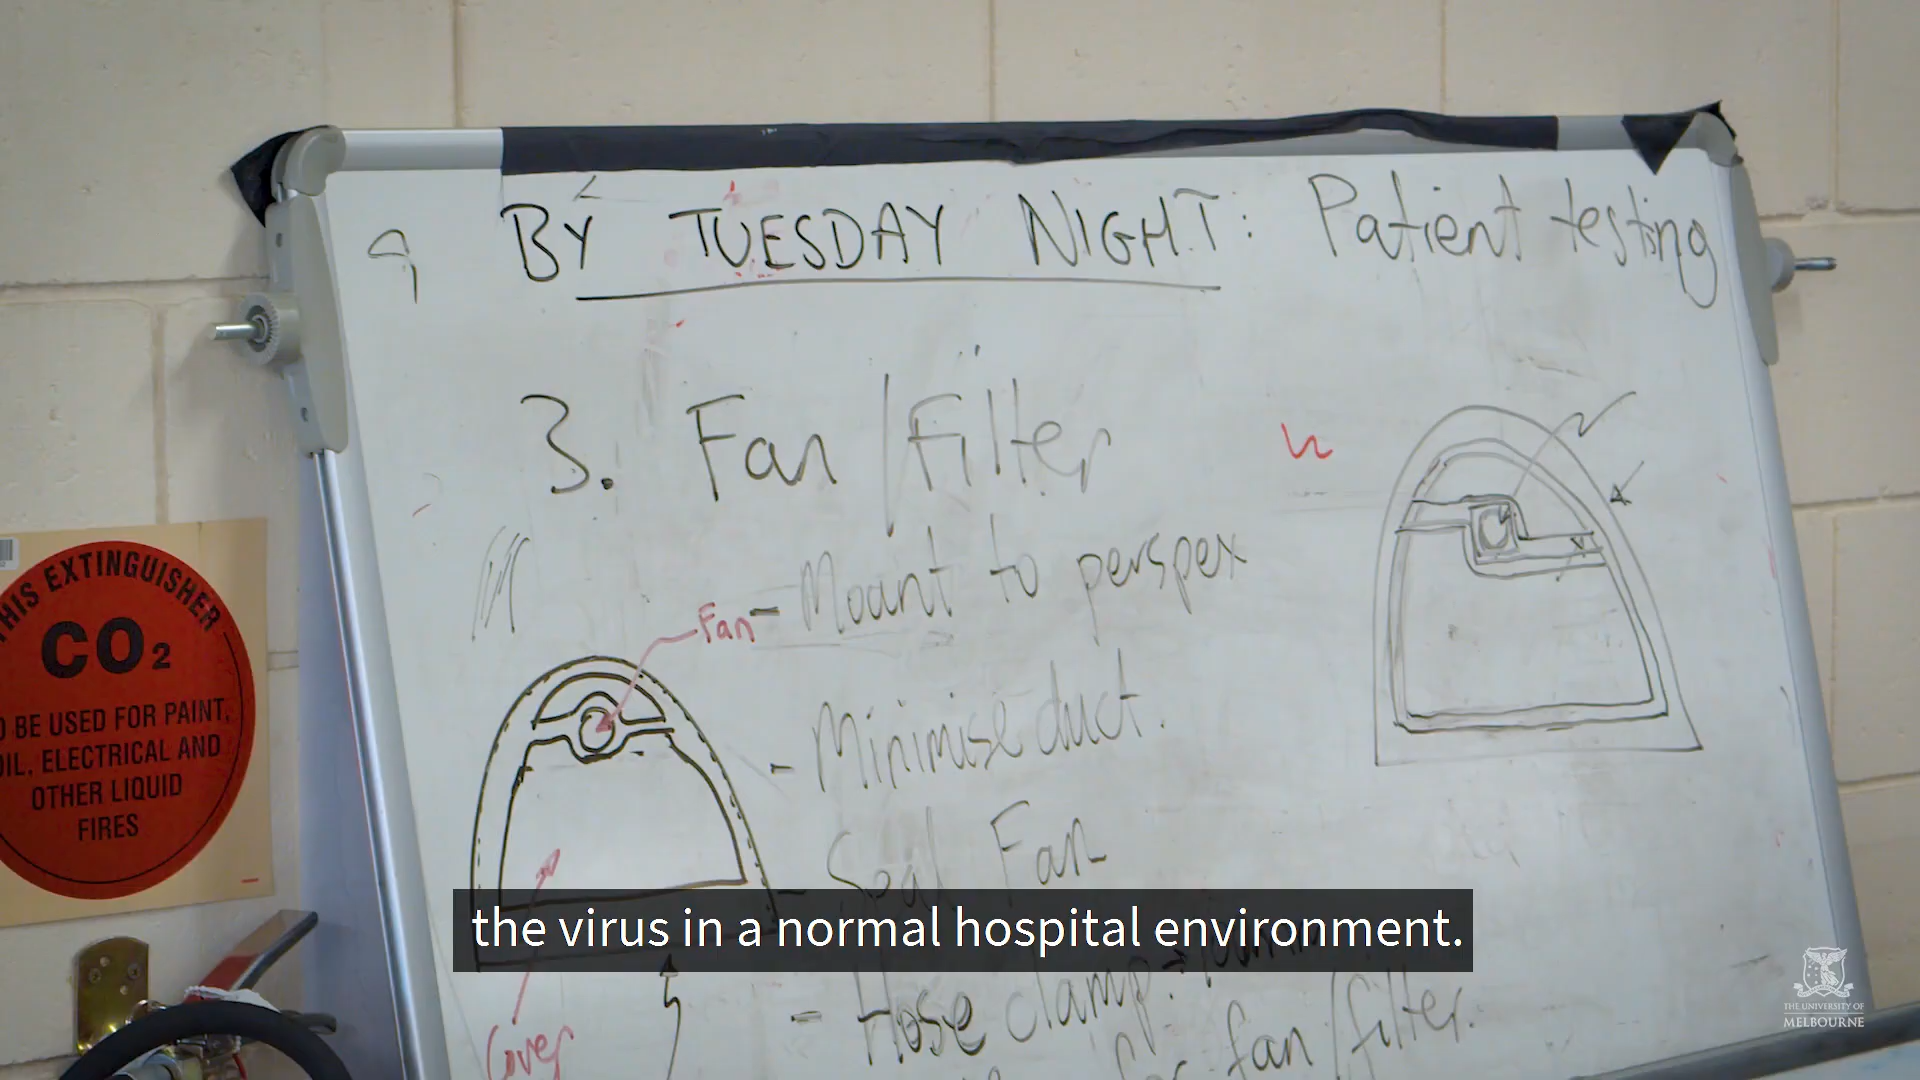 BY TUESDAY NIGHT: Patient testing
3. Fan/Filter
- Mount to perspex
Fan
- Minimise duct.
- Seal Fan
- Hose clamp
for fan/filter.
Cover
THIS EXTINGUISHER
CO2
TO BE USED FOR PAINT,
OIL, ELECTRICAL AND
OTHER LIQUID
FIRES
the virus in a normal hospital environment.
THE UNIVERSITY OF
MELBOURNE